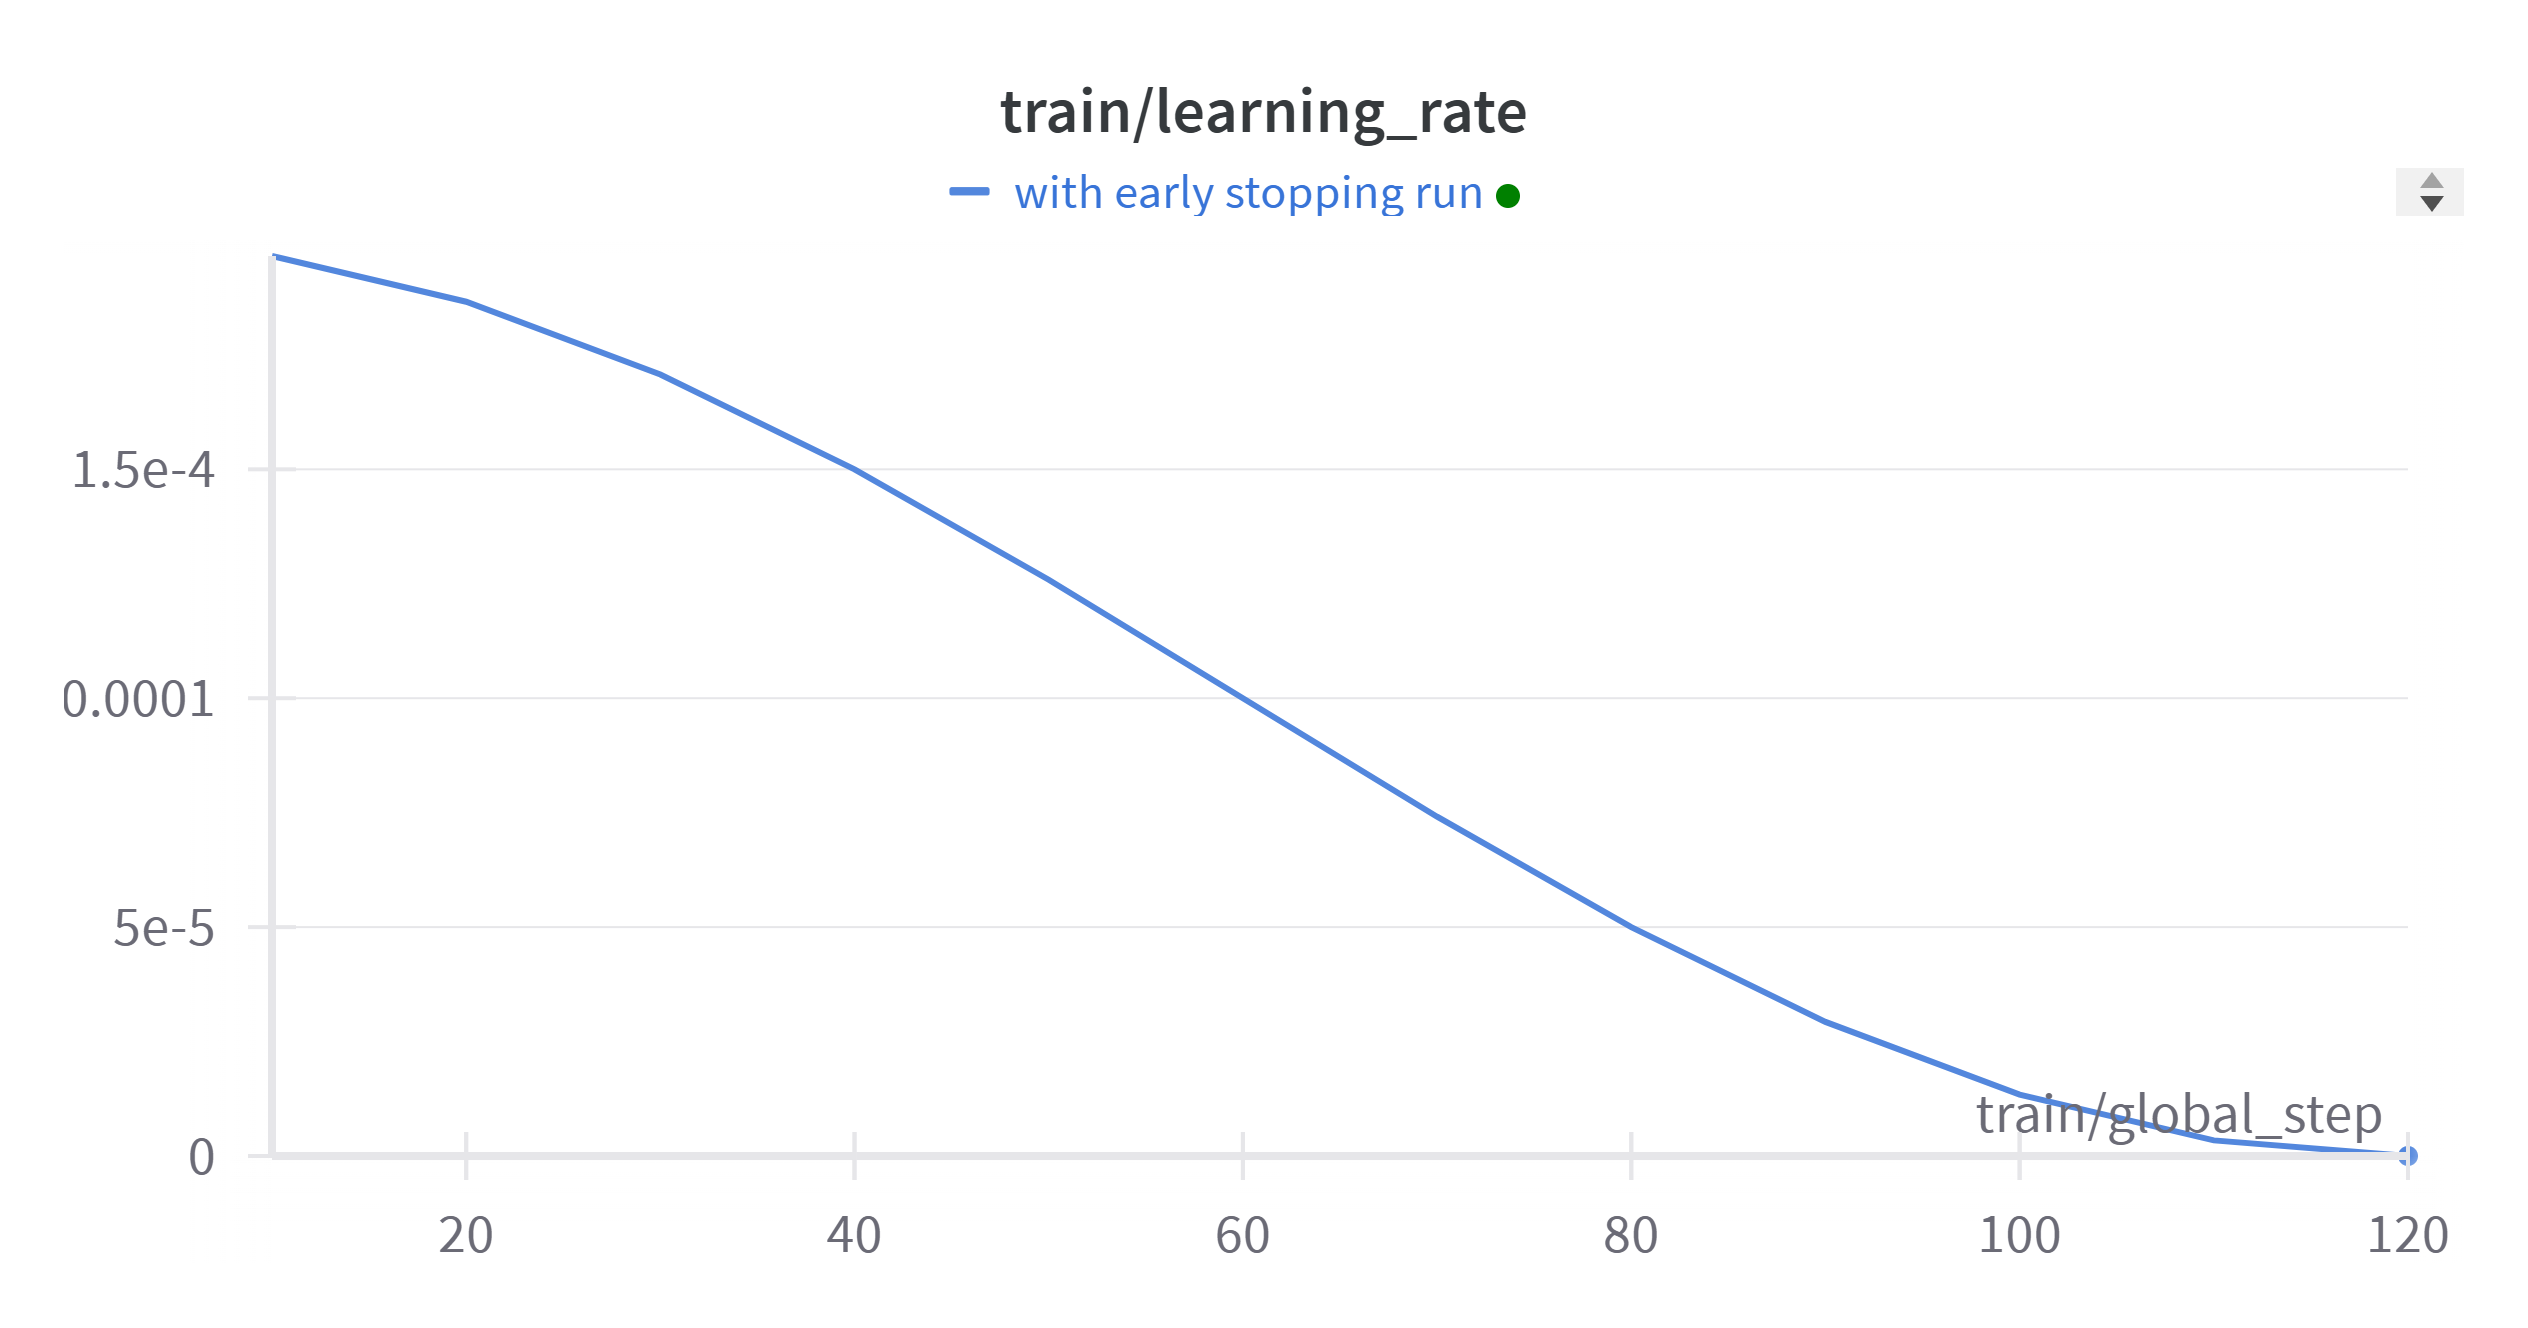 train/learning_rate
with early stopping run
1.5e-4
0.0001
5e-5
0
train/global_step
20 40 60 80 100 120